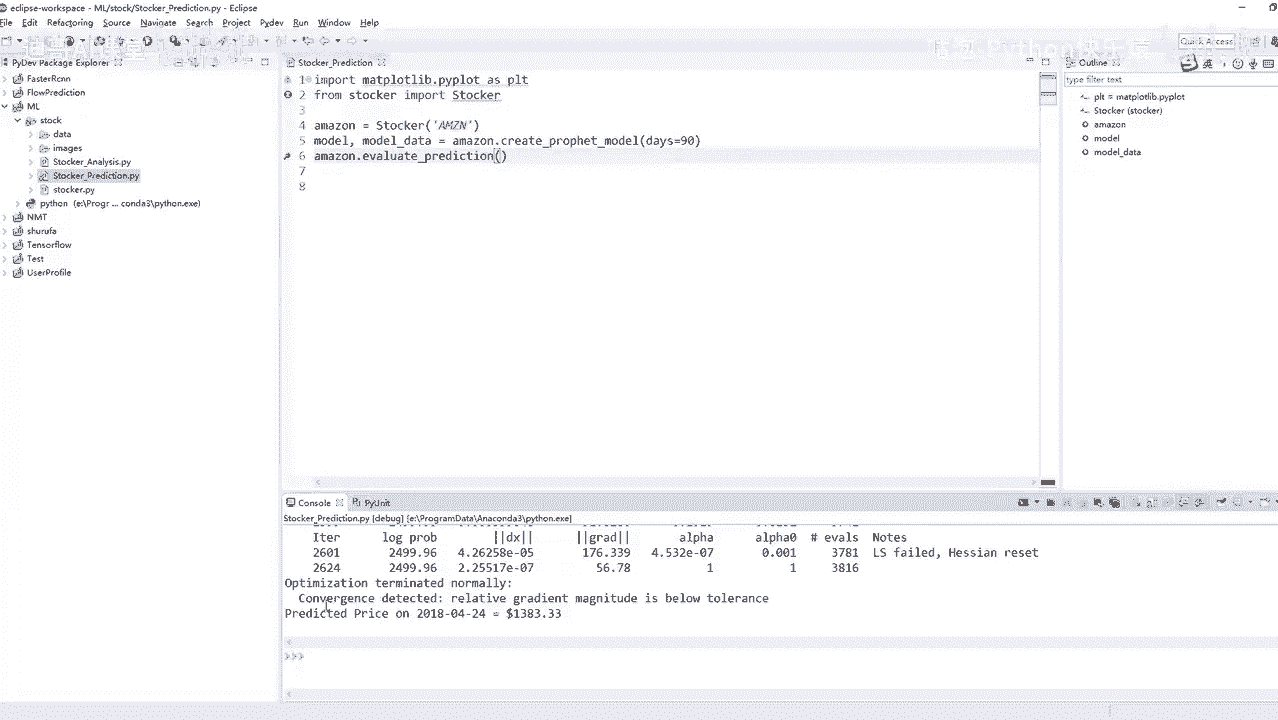 eclipse-workspace - ML/stock/Stocker_Prediction.py - Eclipse
File Edit Refactoring Source Navigate Search Project Pydev Run Window Help
Quick Access
PyDev Package Explorer
FasterRcnn
FlowPrediction
ML
stock
data
images
Stocker_Analysis.py
Stocker_Prediction.py
stocker.py
python (e:\Progr ... conda3\python.exe)
NMT
shurufa
Tensorflow
Test
UserProfile
Stocker_Prediction
1 import matplotlib.pyplot as plt
2 from stocker import Stocker
3
4 amazon = Stocker('AMZN')
5 model, model_data = amazon.create_prophet_model(days=90)
6 amazon.evaluate_prediction()
7
8
Outline
type filter text
plt = matplotlib.pyplot
Stocker (stocker)
amazon
model
model_data
Console PyUnit
Stocker_Prediction.py [debug] [e:\ProgramData\Anaconda3\python.exe]
Iter log prob ||dx|| ||grad|| alpha alpha0 # evals Notes
2601 2499.96 4.26258e-05 176.339 4.532e-07 0.001 3781 LS failed, Hessian reset
2624 2499.96 2.25517e-07 56.78 1 1 3816
Optimization terminated normally:
Convergence detected: relative gradient magnitude is below tolerance
Predicted Price on 2018-04-24 = $1383.33
>>>